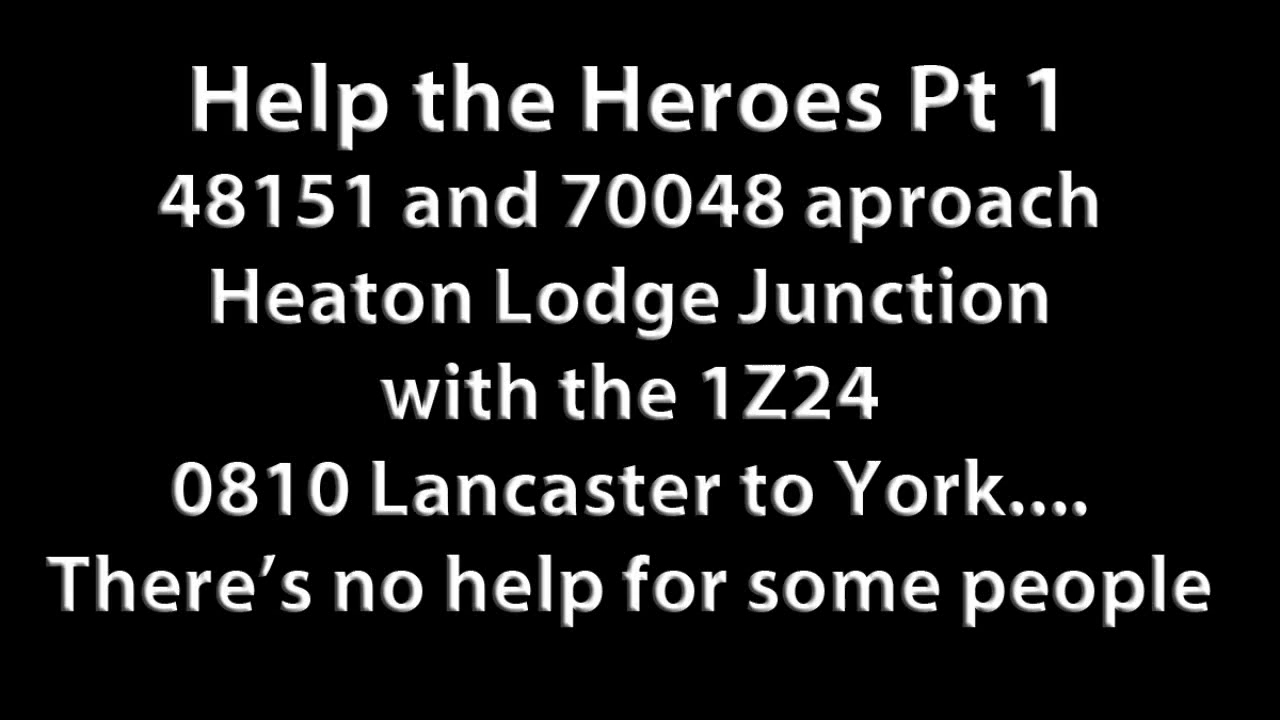 Help the Heroes Pt 1
48151 and 70048 aproach
Heaton Lodge Junction
with the 1Z24
0810 Lancaster to York....
There’s no help for some people